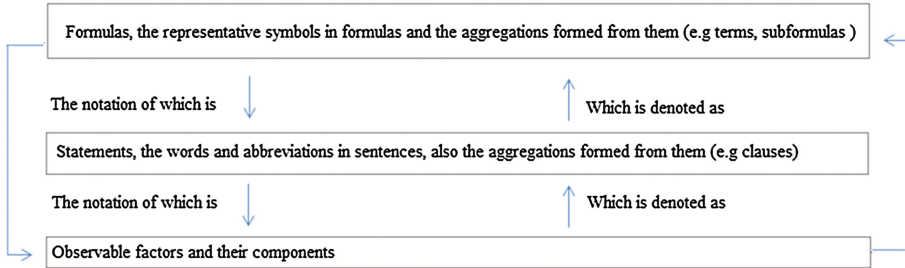 Formulas, the representative symbols in formulas and the aggregations formed from them (e.g terms, subformulas )
The notation of which is
Which is denoted as
Statements, the words and abbreviations in sentences, also the aggregations formed from them (e.g clauses)
The notation of which is
Which is denoted as
Observable factors and their components